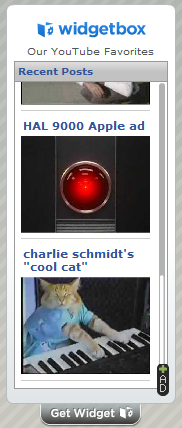 widgetbox
Our YouTube Favorites
Recent Posts
HAL 9000 Apple ad
charlie schmidt's
"cool cat"
AD
Get Widget